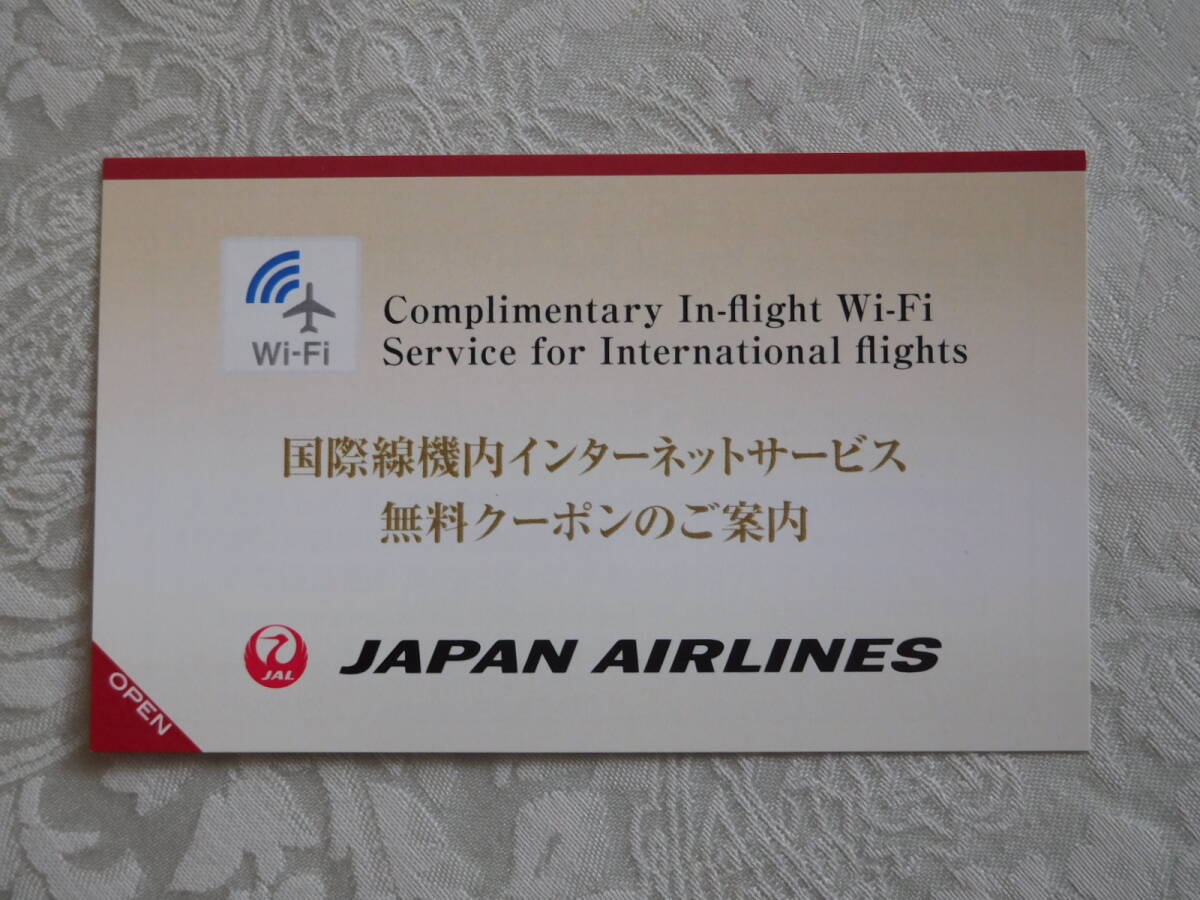 Wi-Fi
Complimentary In-flight Wi-Fi
Service for International flights
国際線機内インターネットサービス
無料クーポンのご案内
JAL
JAPAN AIRLINES
OPEN